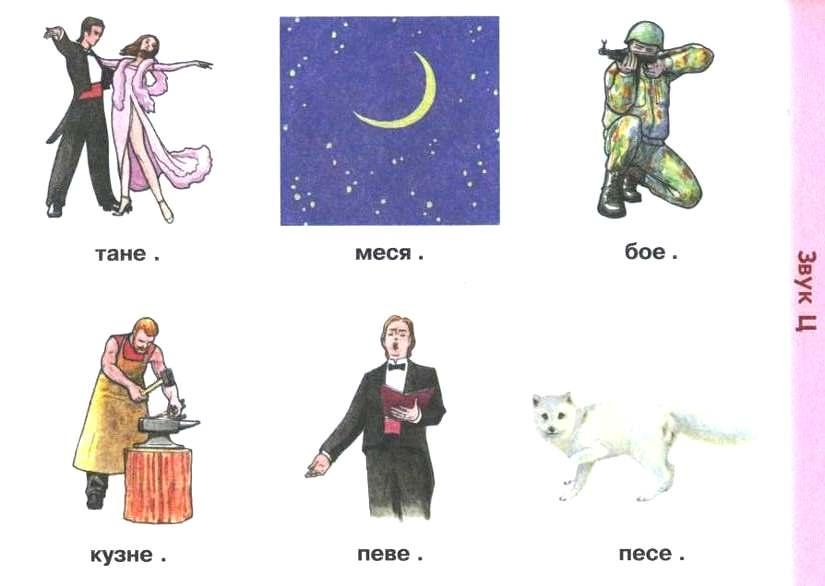 тане .
меся .
бое .
кузне .
певе .
песе .
Звук Ц